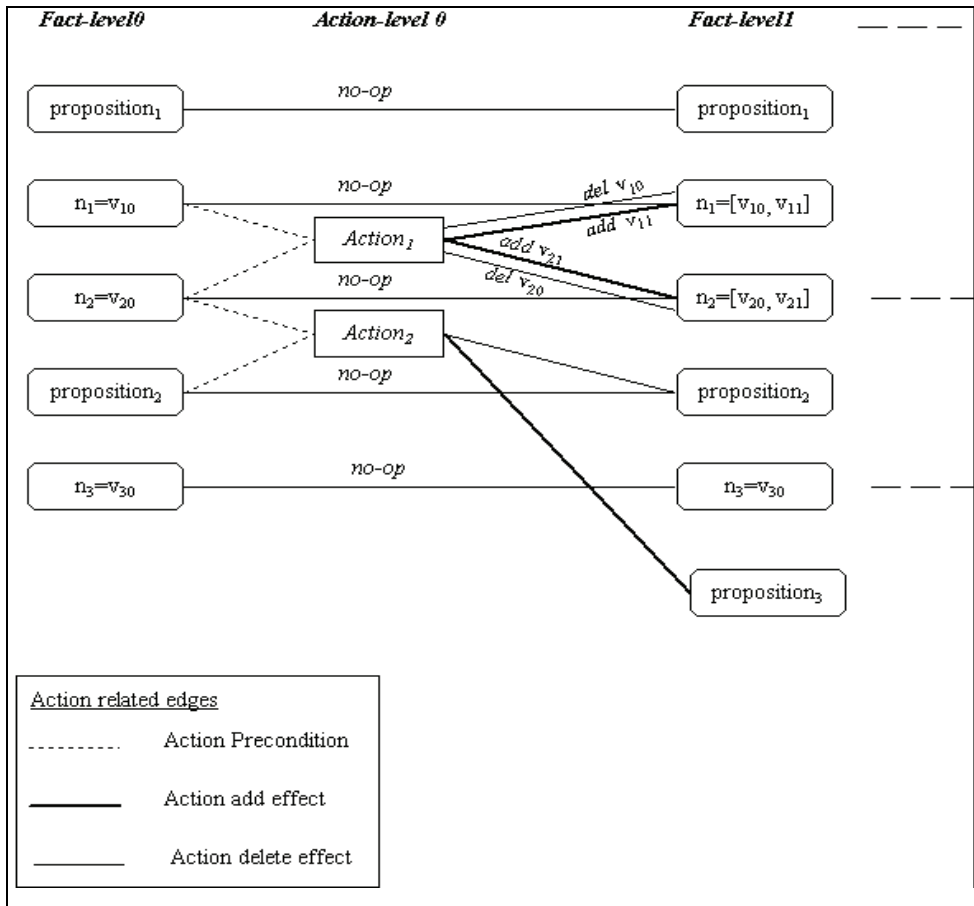 Fact-level0 Action-level 0 Fact-level1
no-op
proposition₁ proposition₁
no-op del v₁₀
n₁=v₁₀ n₁=[v₁₀, v₁₁]
add v₁₁
Action₁
add v₂₁
no-op del v₂₀
n₂=v₂₀ n₂=[v₂₀, v₂₁]
Action₂
no-op
proposition₂ proposition₂
no-op
n₃=v₃₀ n₃=v₃₀
proposition₃
Action related edges
Action Precondition
Action add effect
Action delete effect